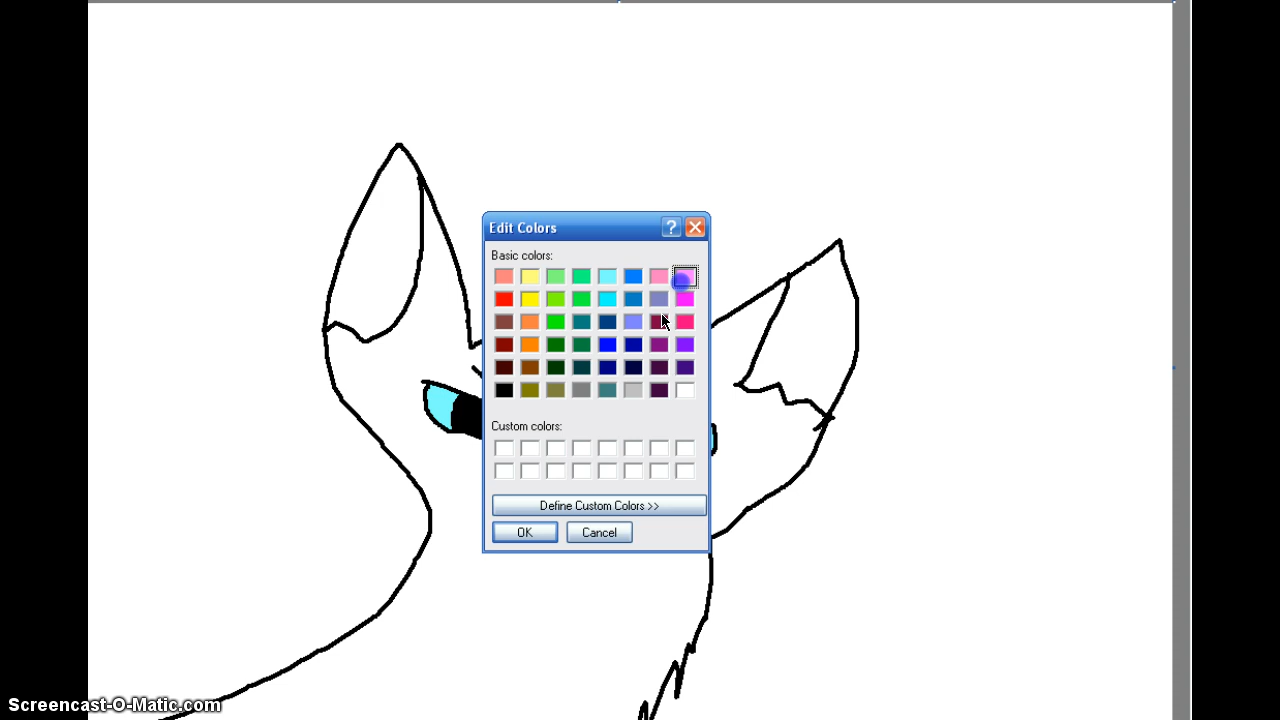 Edit Colors
?
Basic colors:
Custom colors:
Define Custom Colors >>
OK Cancel
Screencast-O-Matic.com